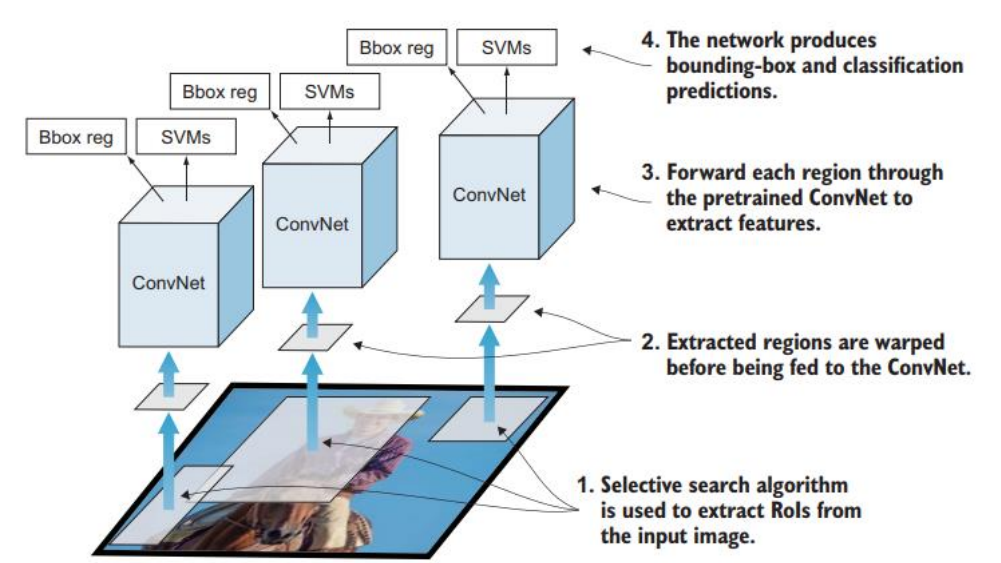 Bbox reg
SVMs
4. The network produces
bounding-box and classification
predictions.
Bbox reg
SVMs
Bbox reg
SVMs
ConvNet
3. Forward each region through
the pretrained ConvNet to
extract features.
ConvNet
ConvNet
2. Extracted regions are warped
before being fed to the ConvNet.
1. Selective search algorithm
is used to extract RoIs from
the input image.